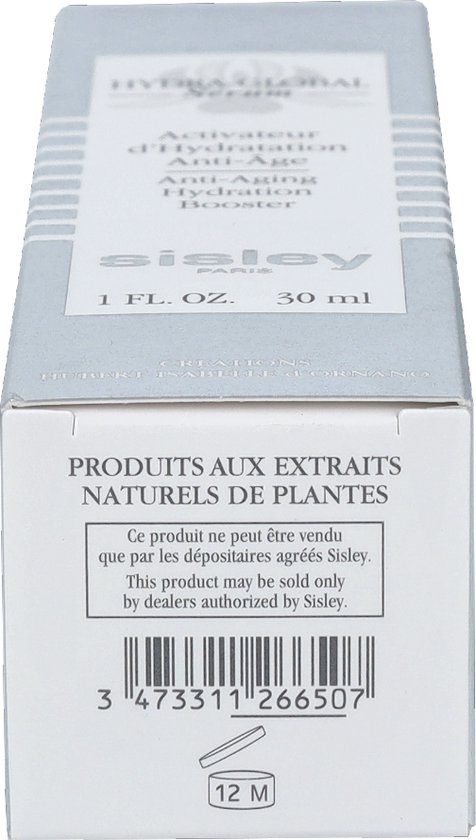 HYDRA-GLOBAL
Serum
Activateur
d'Hydratation
Anti-Âge
Anti-Aging
Hydration
Booster
sisley
PARIS
1 FL. OZ. 30 ml
CREATIONS
HUBERT ISABELLE d'ORNANO
PRODUITS AUX EXTRAITS
NATURELS DE PLANTES
Ce produit ne peut être vendu
que par les dépositaires agréés Sisley.
This product may be sold only
by dealers authorized by Sisley.
3 473311 266507
12 M